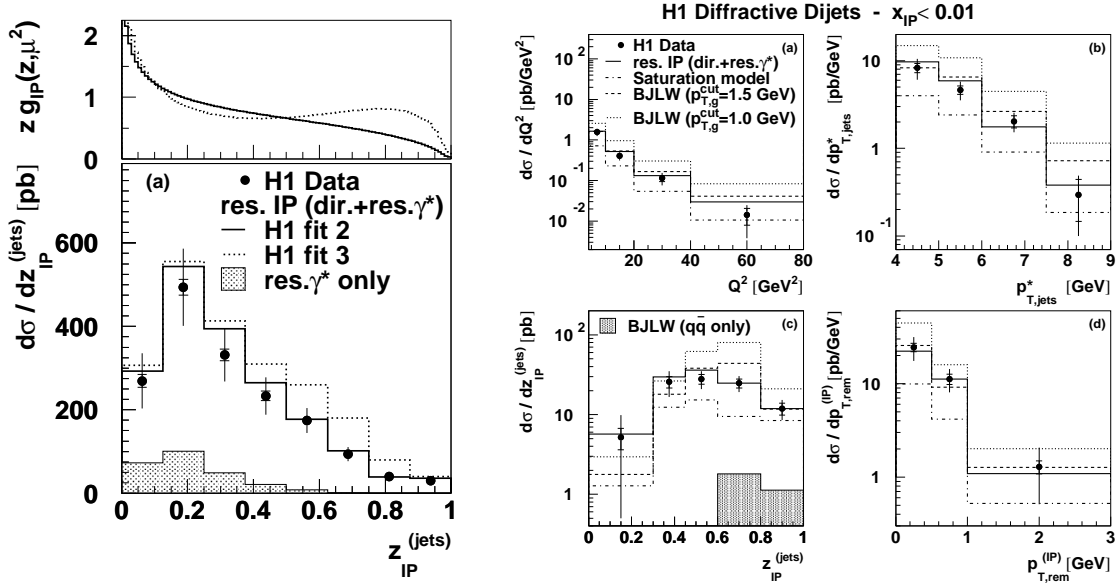 z g_IP(z,μ²)
2
1
0
dσ / dz_IP^(jets) [pb]
(a)
H1 Data
res. IP (dir.+res.γ*)
H1 fit 2
H1 fit 3
res.γ* only
600
400
200
0
0 0.2 0.4 0.6 0.8 1
z_IP^(jets)
H1 Diffractive Dijets - x_IP< 0.01
dσ / dQ² [pb/GeV²]
(a)
H1 Data
res. IP (dir.+res.γ*)
Saturation model
BJLW (p_T,g^cut=1.5 GeV)
BJLW (p_T,g^cut=1.0 GeV)
10²
10
1
10⁻¹
10⁻²
20 40 60 80
Q² [GeV²]
dσ / dp*_T,jets [pb/GeV]
(b)
10
1
10⁻¹
4 5 6 7 8 9
p*_T,jets [GeV]
dσ / dz_IP^(jets) [pb]
BJLW (qq̄ only)
(c)
10²
10
1
0 0.2 0.4 0.6 0.8 1
z_IP^(jets)
dσ / dp_T,rem^(IP) [pb/GeV]
(d)
10
1
0 1 2 3
p_T,rem^(IP) [GeV]